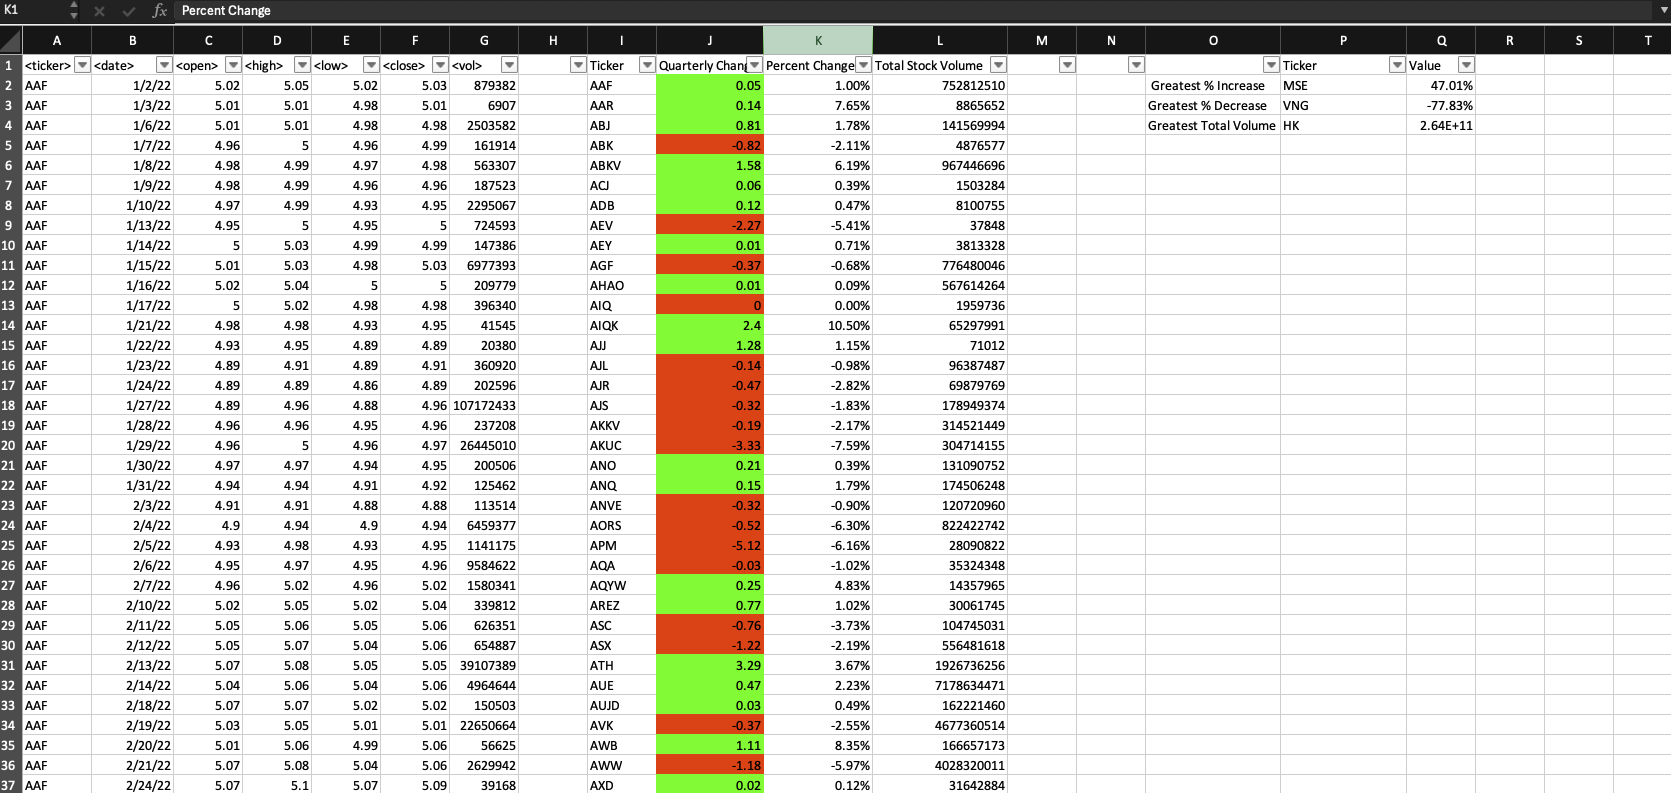 K1 fx Percent Change
A B C D E F G H I J K L M N O P Q R S T
1 <ticker> <date> <open> <high> <low> <close> <vol> Ticker Quarterly Chang Percent Change Total Stock Volume Ticker Value
2 AAF 1/2/22 5.02 5.05 5.02 5.03 879382 AAF 0.05 1.00% 752812510 Greatest % Increase MSE 47.01%
3 AAF 1/3/22 5.01 5.01 4.98 5.01 6907 AAR 0.14 7.65% 8865652 Greatest % Decrease VNG -77.83%
4 AAF 1/6/22 5.01 5.01 4.98 4.98 2503582 ABJ 0.81 1.78% 141569994 Greatest Total Volume HK 2.64E+11
5 AAF 1/7/22 4.96 5 4.96 4.99 161914 ABK -0.82 -2.11% 4876577
6 AAF 1/8/22 4.98 4.99 4.97 4.98 563307 ABKV 1.58 6.19% 967446696
7 AAF 1/9/22 4.98 4.99 4.96 4.96 187523 ACJ 0.06 0.39% 1503284
8 AAF 1/10/22 4.97 4.99 4.93 4.95 2295067 ADB 0.12 0.47% 8100755
9 AAF 1/13/22 4.95 5 4.95 5 724593 AEV -2.27 -5.41% 37848
10 AAF 1/14/22 5 5.03 4.99 4.99 147386 AEY 0.01 0.71% 3813328
11 AAF 1/15/22 5.01 5.03 4.98 5.03 6977393 AGF -0.37 -0.68% 776480046
12 AAF 1/16/22 5.02 5.04 5 5 209779 AHAO 0.01 0.09% 567614264
13 AAF 1/17/22 5 5.02 4.98 4.98 396340 AIQ 0 0.00% 1959736
14 AAF 1/21/22 4.98 4.98 4.93 4.95 41545 AIQK 2.4 10.50% 65297991
15 AAF 1/22/22 4.93 4.95 4.89 4.89 20380 AJJ 1.28 1.15% 71012
16 AAF 1/23/22 4.89 4.91 4.89 4.91 360920 AJL -0.14 -0.98% 96387487
17 AAF 1/24/22 4.89 4.89 4.86 4.89 202596 AJR -0.47 -2.82% 69879769
18 AAF 1/27/22 4.89 4.96 4.88 4.96 107172433 AJS -0.32 -1.83% 178949374
19 AAF 1/28/22 4.96 4.96 4.95 4.96 237208 AKKV -0.19 -2.17% 314521449
20 AAF 1/29/22 4.96 5 4.96 4.97 26445010 AKUC -3.33 -7.59% 304714155
21 AAF 1/30/22 4.97 4.97 4.94 4.95 200506 ANO 0.21 0.39% 131090752
22 AAF 1/31/22 4.94 4.94 4.91 4.92 125462 ANQ 0.15 1.79% 174506248
23 AAF 2/3/22 4.91 4.91 4.88 4.88 113514 ANVE -0.32 -0.90% 120720960
24 AAF 2/4/22 4.9 4.94 4.9 4.94 6459377 AORS -0.52 -6.30% 822422742
25 AAF 2/5/22 4.93 4.98 4.93 4.95 1141175 APM -5.12 -6.16% 28090822
26 AAF 2/6/22 4.95 4.97 4.95 4.96 9584622 AQA -0.03 -1.02% 35324348
27 AAF 2/7/22 4.96 5.02 4.96 5.02 1580341 AQYW 0.25 4.83% 14357965
28 AAF 2/10/22 5.02 5.05 5.02 5.04 339812 AREZ 0.77 1.02% 30061745
29 AAF 2/11/22 5.05 5.06 5.05 5.06 626351 ASC -0.76 -3.73% 104745031
30 AAF 2/12/22 5.05 5.07 5.04 5.06 654887 ASX -1.22 -2.19% 556481618
31 AAF 2/13/22 5.07 5.08 5.05 5.05 39107389 ATH 3.29 3.67% 1926736256
32 AAF 2/14/22 5.04 5.06 5.04 5.06 4964644 AUE 0.47 2.23% 7178634471
33 AAF 2/18/22 5.07 5.07 5.02 5.02 150503 AUJD 0.03 0.49% 162221460
34 AAF 2/19/22 5.03 5.05 5.01 5.01 22650664 AVK -0.37 -2.55% 4677360514
35 AAF 2/20/22 5.01 5.06 4.99 5.06 56625 AWB 1.11 8.35% 166657173
36 AAF 2/21/22 5.07 5.08 5.04 5.06 2629942 AWW -1.18 -5.97% 4028320011
37 AAF 2/24/22 5.07 5.1 5.07 5.09 39168 AXD 0.02 0.12% 31642884